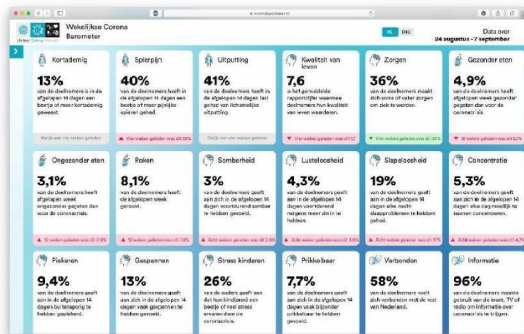 Wekelijkse Corona
Barometer
NL ENG
Data over
24 augustus - 7 september
Kortademig
13%
van de deelnemers is in de
afgelopen 14 dagen een
beetje of meer kortademig
geweest.
Spierpijn
40%
van de deelnemers heeft in
de afgelopen 14 dagen een
beetje of meer pijnlijke
spieren gehad.
Uitputting
41%
van de deelnemers heeft in
de afgelopen 14 dagen last
gehad van lichamelijke
uitputting.
Kwaliteit van
leven
7,6
is het gemiddelde
rapportcijfer waarmee
deelnemers hun kwaliteit
van leven waarderen.
Zorgen
36%
van de deelnemers maakt
zich soms of vaker zorgen
om ziek te worden.
Gezonder eten
4,9%
van de deelnemers heeft
afgelopen week gezonder
gegeten dan voor de
coronacrisis.
Ongezonder eten
3,1%
van de deelnemers heeft
afgelopen week
ongezonder gegeten dan
voor de coronacrisis.
Roken
8,1%
van de deelnemers heeft
de afgelopen week
gerookt.
Somberheid
3%
van de deelnemers geeft
aan zich in de afgelopen 14
dagen voortdurend somber
te hebben gevoeld.
Lusteloosheid
4,3%
van de deelnemers geeft
aan zich in de afgelopen 14
dagen voortdurend
nergens meer zin in te
hebben.
Slapeloosheid
19%
van de deelnemers geeft
aan in de afgelopen 14
dagen elke nacht
slaapproblemen te hebben
gehad.
Concentratie
5,3%
van de deelnemers geeft
aan zich in de afgelopen 14
dagen elke dag moeilijk te
kunnen concentreren.
Piekeren
9,4%
van de deelnemers geeft
aan in de afgelopen 14
dagen bu tensporig te
hebben gepiekerd.
Gespannen
13%
van de deelnemers geeft
aan zich in de afgelopen 14
dagen vaak gespannen te
hebben gevoeld.
Stress kinderen
26%
van de ouders geeft aan
dat hun kind(eren) een
beetje of veel stress
ervaren door de
coronacrisis.
Prikkelbaar
7,7%
van de deelnemers geeft
aan zich in de afgelopen 14
dagen vaak bijzonder
prikkelbaar te hebben
gevoeld.
Verbonden
58%
van de deelnemers voelt
zich verbonden met de rest
van Nederland.
Informatie
96%
van de deelnemers maakte
gebruik van de krant, TV of
radio om informatie over
coronavirus te krijgen.